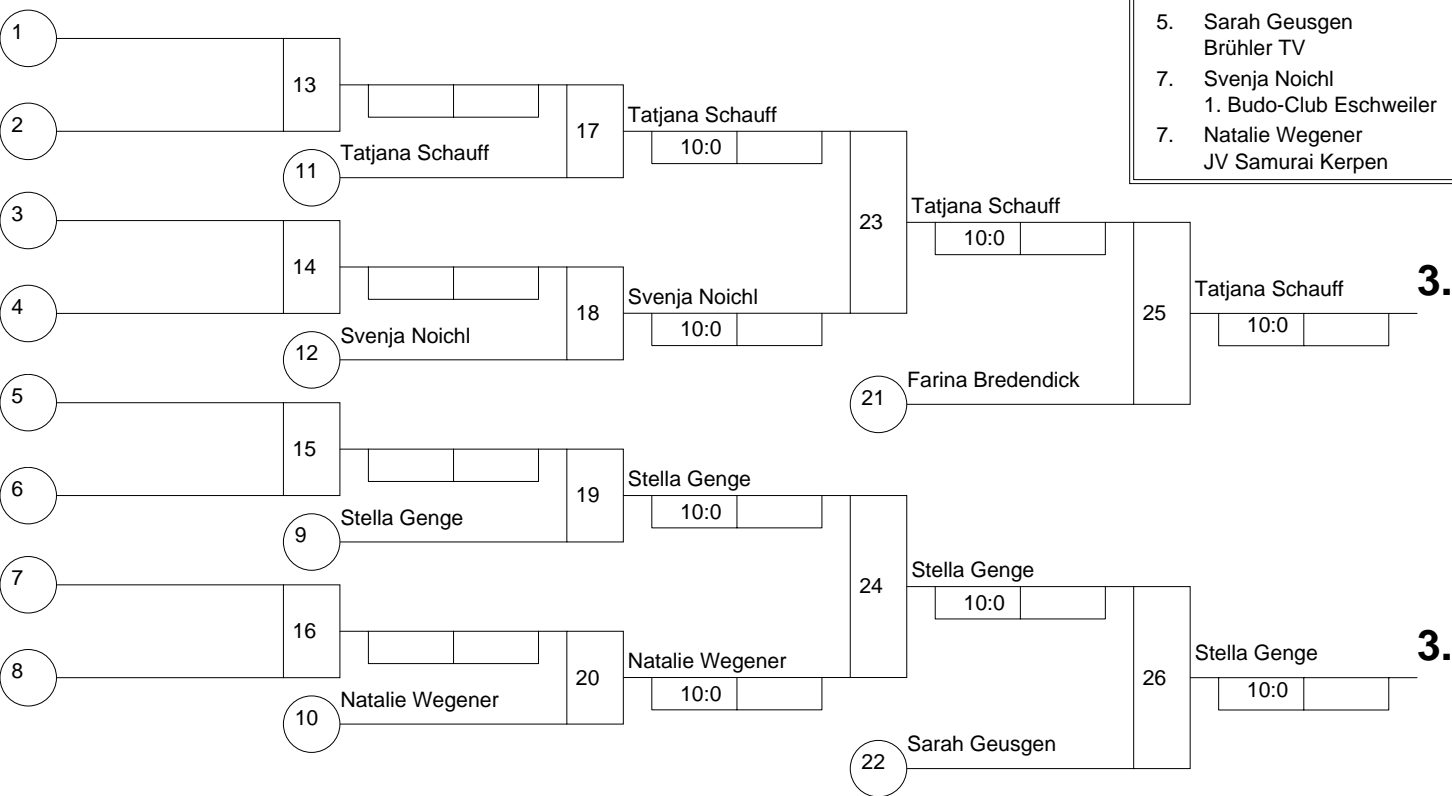 5. Sarah Geusgen
Brühler TV
7. Svenja Noichl
1. Budo-Club Eschweiler
7. Natalie Wegener
JV Samurai Kerpen
1
2
13
11
Tatjana Schauff
17
Tatjana Schauff
10:0
3
4
14
12
Svenja Noichl
18
Svenja Noichl
10:0
23
Tatjana Schauff
10:0
21
Farina Bredendick
25
Tatjana Schauff
10:0
3.
5
6
15
9
Stella Genge
19
Stella Genge
10:0
7
8
16
10
Natalie Wegener
20
Natalie Wegener
10:0
24
Stella Genge
10:0
22
Sarah Geusgen
26
Stella Genge
10:0
3.